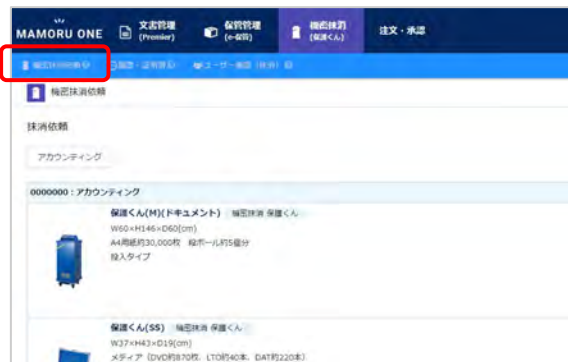 MAMORU ONE
文書管理
(Premier)
保管管理
(e-保管)
機密抹消
(保護くん)
注文・承認
機密抹消依頼
機密抹消依頼
抹消依頼
アカウンティング
0000000:アカウンティング
保護くん(M)(ドキュメント) 機密抹消 保護くん
W60×H146×D60(cm)
A4用紙約30,000枚 段ボール約5個分
投入タイプ
保護くん(SS) 機密抹消 保護くん
W37×H43×D19(cm)
メディア (DVD約870枚、LTO約40本、DAT約220本)